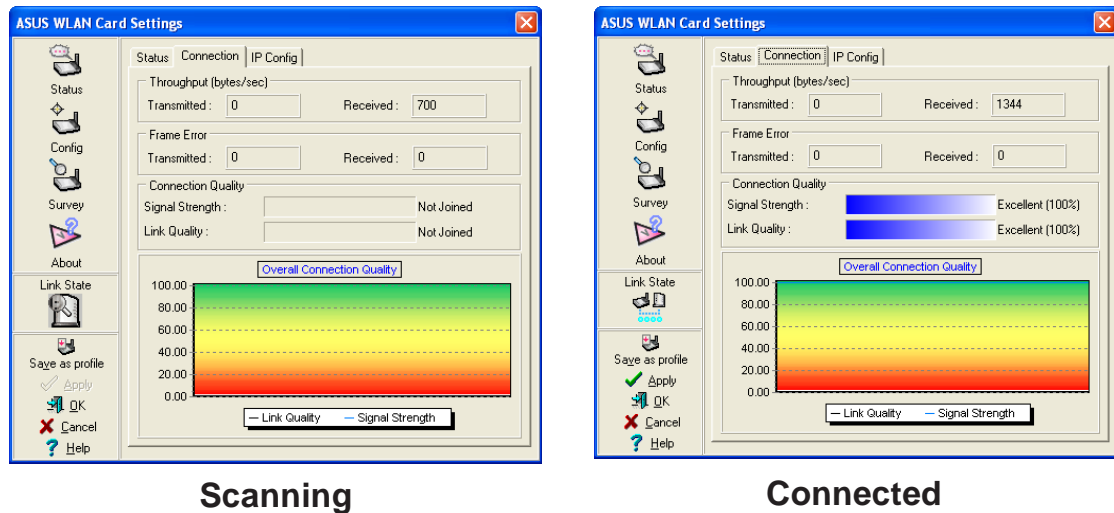 ASUS WLAN Card Settings
Status
Config
Survey
About
Link State
Save as profile
Apply
OK
Cancel
Help
Status Connection IP Config
Throughput (bytes/sec)
Transmitted : 0 Received : 700
Frame Error
Transmitted : 0 Received : 0
Connection Quality
Signal Strength : Not Joined
Link Quality : Not Joined
Overall Connection Quality
100.00
80.00
60.00
40.00
20.00
0.00
Link Quality Signal Strength
Scanning
ASUS WLAN Card Settings
Status
Config
Survey
About
Link State
Save as profile
Apply
OK
Cancel
Help
Status Connection IP Config
Throughput (bytes/sec)
Transmitted : 0 Received : 1344
Frame Error
Transmitted : 0 Received : 0
Connection Quality
Signal Strength : Excellent (100%)
Link Quality : Excellent (100%)
Overall Connection Quality
100.00
80.00
60.00
40.00
20.00
0.00
Link Quality Signal Strength
Connected